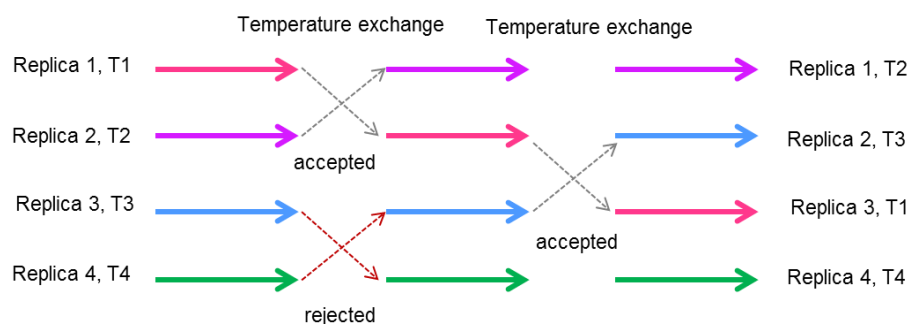 Temperature exchange
Temperature exchange
Replica 1, T1
Replica 1, T2
Replica 2, T2
Replica 2, T3
accepted
Replica 3, T3
Replica 3, T1
accepted
Replica 4, T4
Replica 4, T4
rejected